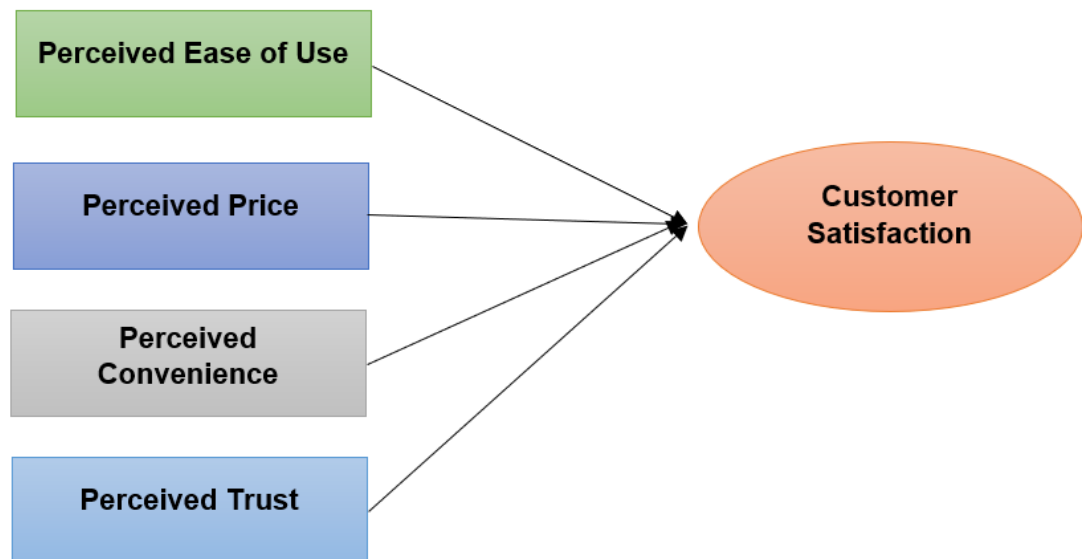 Perceived Ease of Use
Perceived Price
Perceived
Convenience
Perceived Trust
Customer
Satisfaction